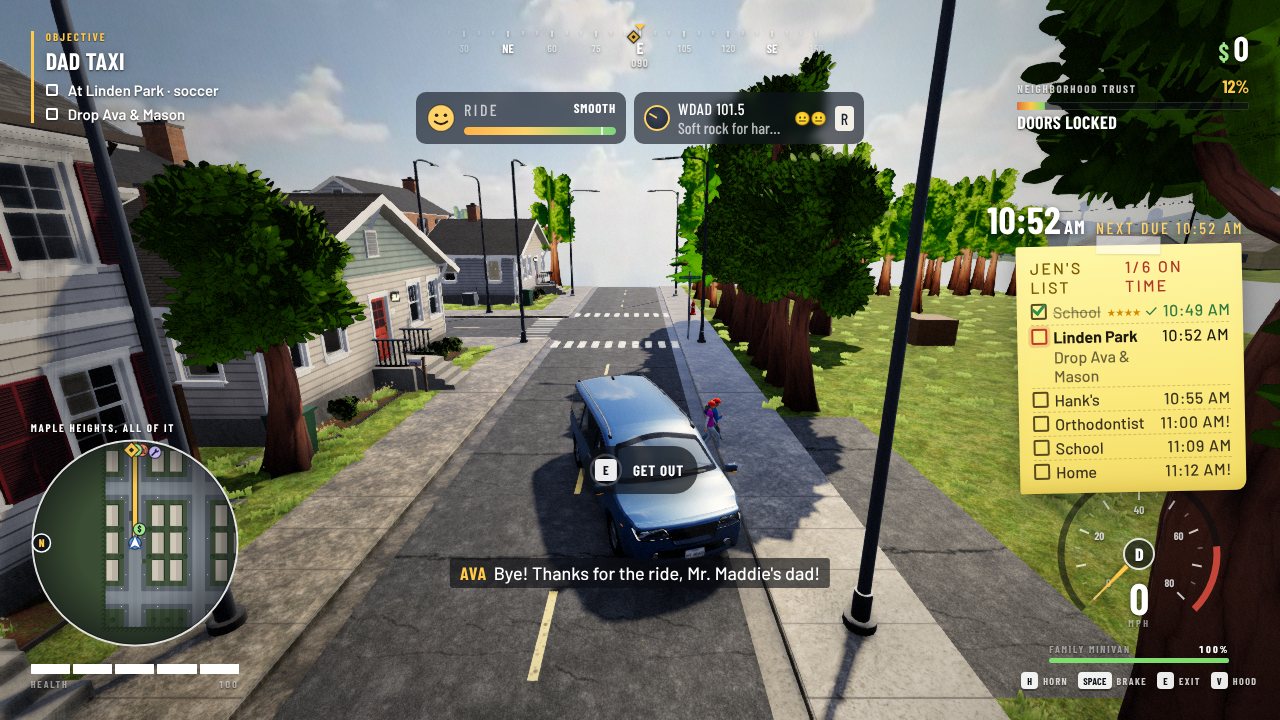 OBJECTIVE
DAD TAXI
At Linden Park · soccer
Drop Ava & Mason
30 NE 60 75 E 105 120 SE
090
RIDE SMOOTH
WDAD 101.5
Soft rock for har...
R
$0
NEIGHBORHOOD TRUST 12%
DOORS LOCKED
10:52 AM NEXT DUE 10:52 AM
JEN'S LIST
1/6 ON TIME
School ★★★★ ✓ 10:49 AM
Linden Park 10:52 AM
Drop Ava &
Mason
Hank's 10:55 AM
Orthodontist 11:00 AM!
School 11:09 AM
Home 11:12 AM!
E GET OUT
AVA Bye! Thanks for the ride, Mr. Maddie's dad!
MAPLE HEIGHTS, ALL OF IT
N
$
HEALTH 100
20 40 60 80
D
0
MPH
FAMILY MINIVAN 100%
H HORN SPACE BRAKE E EXIT V HOOD